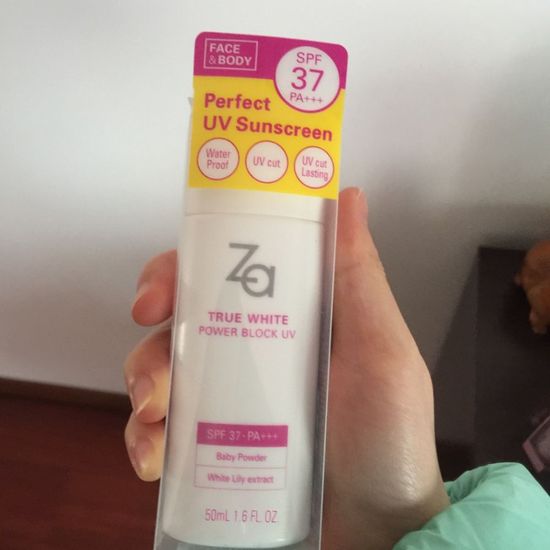 FACE
& BODY
SPF
37
PA+++
Perfect
UV Sunscreen
Water
Proof
UV cut
UV cut
Lasting
Za
TRUE WHITE
POWER BLOCK UV
SPF 37 · PA+++
Baby Powder
White Lily extract
50mL 1.6 FL. OZ.